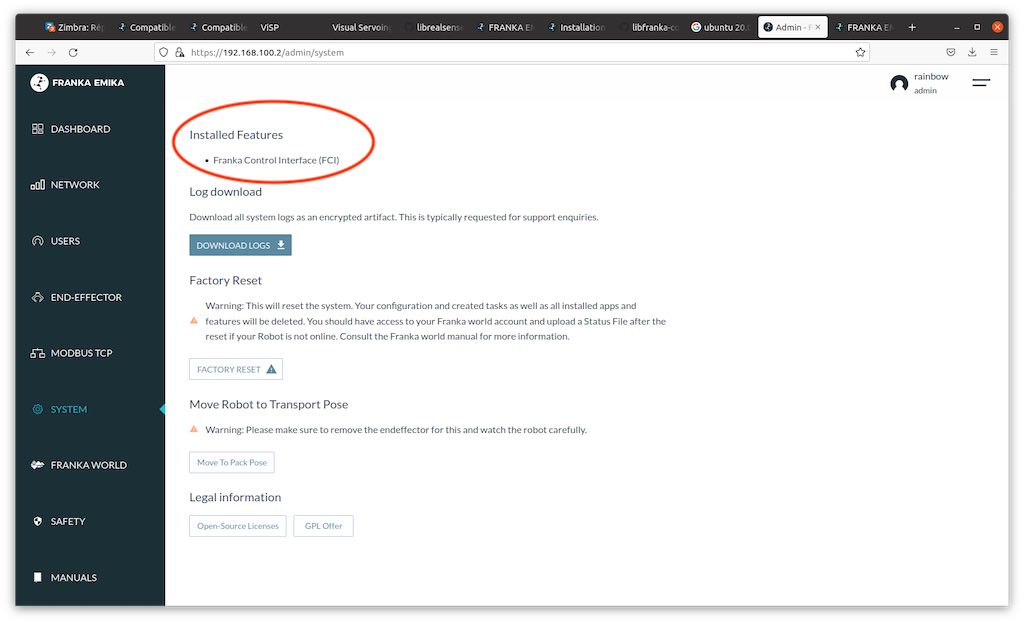 Zimbra: Ré
Compatible
Compatible
ViSP
Visual Servoin
librealsens
FRANKA E
Installation
libfranka-co
ubuntu 20.
Admin - F
FRANKA E
https://192.168.100.2/admin/system
FRANKA EMIKA
rainbow
admin
DASHBOARD
NETWORK
USERS
END-EFFECTOR
MODBUS TCP
SYSTEM
FRANKA WORLD
SAFETY
MANUALS
Installed Features
• Franka Control Interface (FCI)
Log download
Download all system logs as an encrypted artifact. This is typically requested for support enquiries.
DOWNLOAD LOGS
Factory Reset
Warning: This will reset the system. Your configuration and created tasks as well as all installed apps and
features will be deleted. You should have access to your Franka world account and upload a Status File after the
reset if your Robot is not online. Consult the Franka world manual for more information.
FACTORY RESET
Move Robot to Transport Pose
Warning: Please make sure to remove the endeffector for this and watch the robot carefully.
Move To Pack Pose
Legal information
Open-Source Licenses
GPL Offer